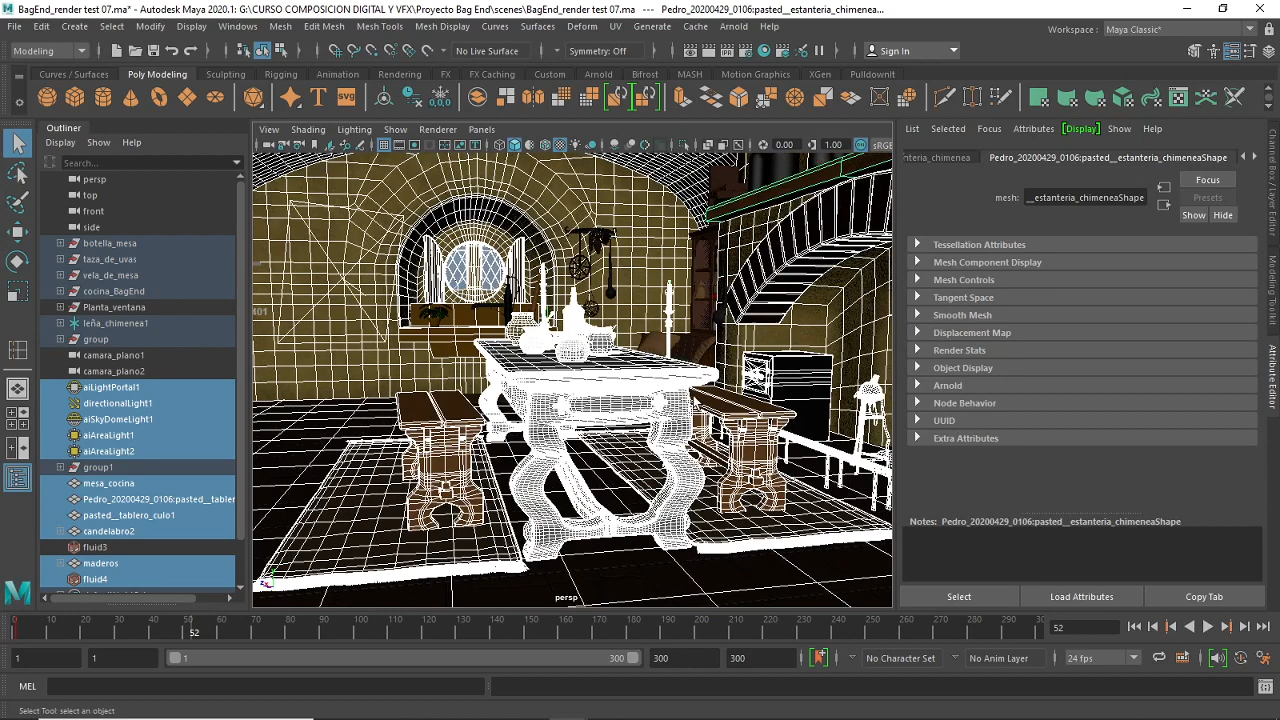 BagEnd_render test 07.ma* - Autodesk Maya 2020.1: G:\CURSO COMPOSICION DIGITAL Y VFX\Proyecto Bag End\scenes\BagEnd_render test 07.ma* --- Pedro_20200429_0106:pasted__estanteria_chimenea...
File Edit Create Select Modify Display Windows Mesh Edit Mesh Mesh Tools Mesh Display Curves Surfaces Deform UV Generate Cache Arnold Help
Workspace: Maya Classic*
Modeling No Live Surface Symmetry: Off Sign In
Curves / Surfaces Poly Modeling Sculpting Rigging Animation Rendering FX FX Caching Custom Arnold Bifrost MASH Motion Graphics XGen Pulldownit
Outliner
Display Show Help
Search...
persp
top
front
side
botella_mesa
taza_de_uvas
vela_de_mesa
cocina_BagEnd
Planta_ventana
leña_chimenea1
group
camara_plano1
camara_plano2
aiLightPortal1
directionalLight1
aiSkyDomeLight1
aiAreaLight1
aiAreaLight2
group1
mesa_cocina
Pedro_20200429_0106:pasted__tabler
pasted__tablero_culo1
candelabro2
fluid3
maderos
fluid4
View Shading Lighting Show Renderer Panels
0.00 1.00 sRGB
401
persp
List Selected Focus Attributes [Display] Show Help
nteria_chimenea Pedro_20200429_0106:pasted__estanteria_chimeneaShape
Focus
mesh: __estanteria_chimeneaShape Presets
Show Hide
Tessellation Attributes
Mesh Component Display
Mesh Controls
Tangent Space
Smooth Mesh
Displacement Map
Render Stats
Object Display
Arnold
Node Behavior
UUID
Extra Attributes
Notes: Pedro_20200429_0106:pasted__estanteria_chimeneaShape
Select Load Attributes Copy Tab
Channel Box / Layer Editor
Modeling Toolkit
Attribute Editor
0 10 20 30 40 50 60 70 80 90 100 110 120 130 140 150 160 170 180 190 200 210 220 230 240 250 260 270 280 290 30
52
52
1 1 1 300 300 300 No Character Set No Anim Layer 24 fps
MEL
Select Tool: select an object